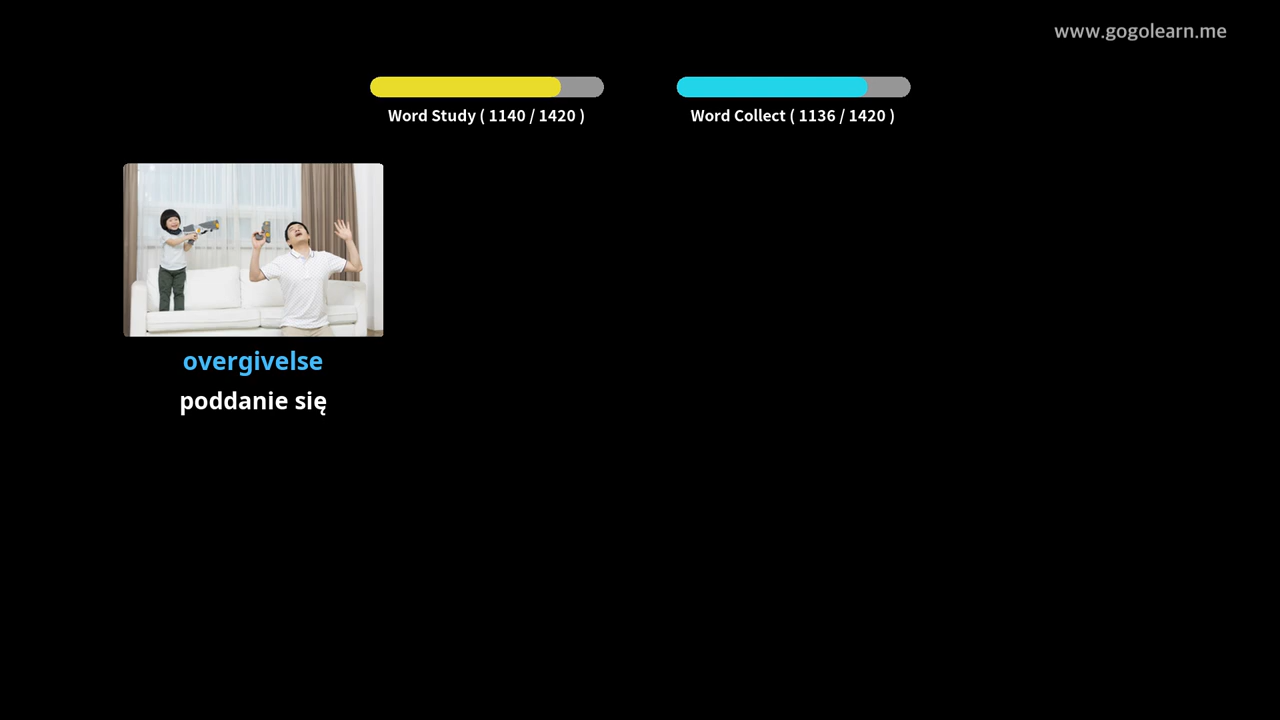 www.gogolearn.me
Word Study ( 1140 / 1420 )
Word Collect ( 1136 / 1420 )
overgivelse
poddanie się